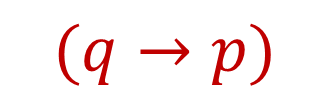 (q → p)